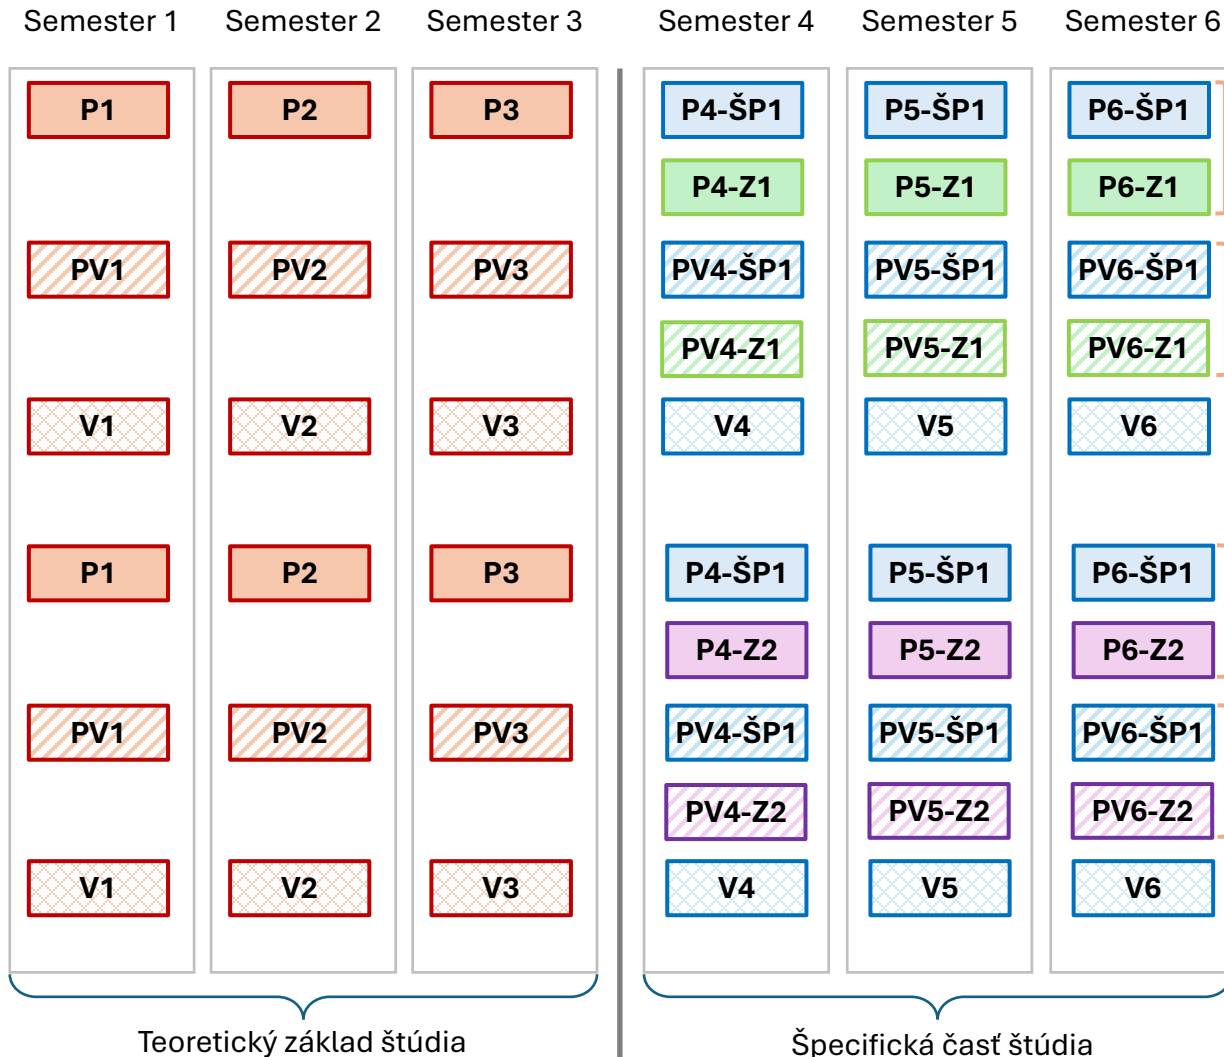 Semester 1 Semester 2 Semester 3 Semester 4 Semester 5 Semester 6
P1 P2 P3 P4-ŠP1 P5-ŠP1 P6-ŠP1
P4-Z1 P5-Z1 P6-Z1
PV1 PV2 PV3 PV4-ŠP1 PV5-ŠP1 PV6-ŠP1
PV4-Z1 PV5-Z1 PV6-Z1
V1 V2 V3 V4 V5 V6
P1 P2 P3 P4-ŠP1 P5-ŠP1 P6-ŠP1
P4-Z2 P5-Z2 P6-Z2
PV1 PV2 PV3 PV4-ŠP1 PV5-ŠP1 PV6-ŠP1
PV4-Z2 PV5-Z2 PV6-Z2
V1 V2 V3 V4 V5 V6
Teoretický základ štúdia Špecifická časť štúdia